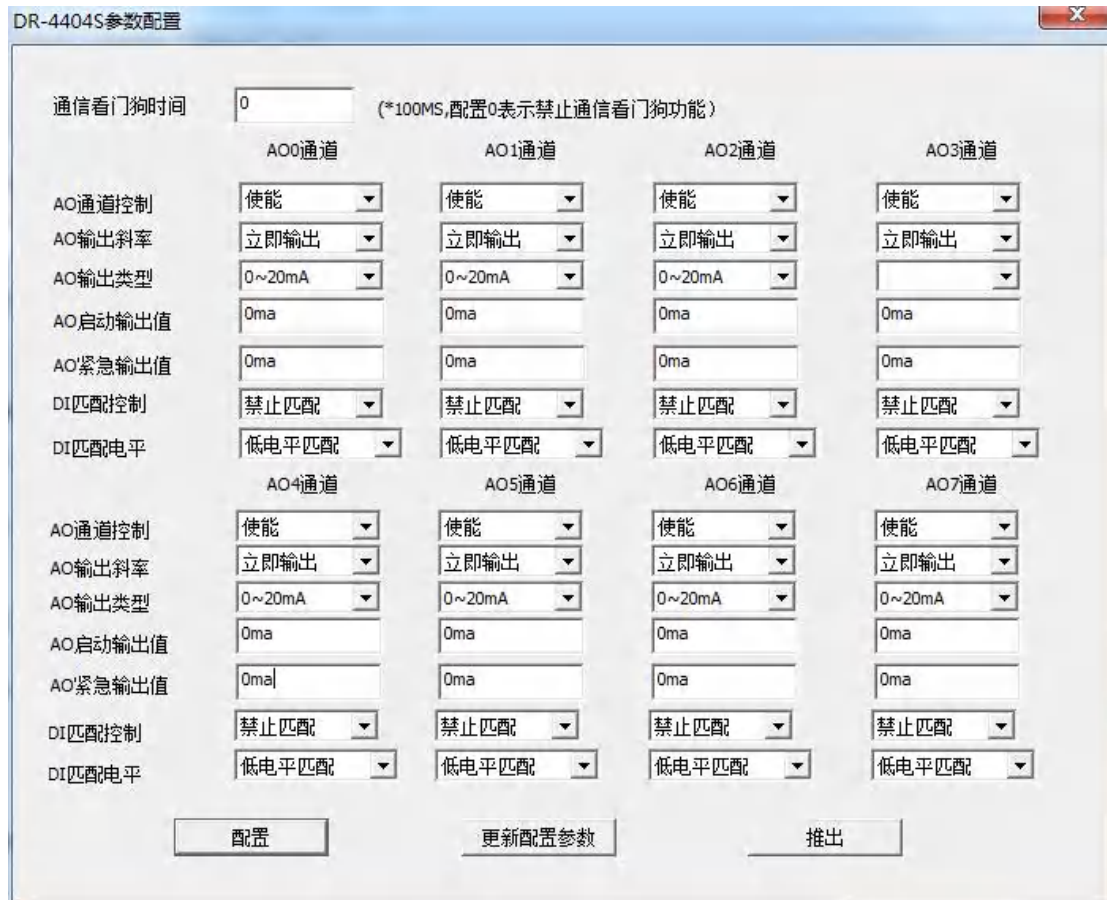 DR-4404S参数配置
通信看门狗时间 0 (*100MS,配置0表示禁止通信看门狗功能)
AO0通道 AO1通道 AO2通道 AO3通道
AO通道控制 使能 使能 使能 使能
AO输出斜率 立即输出 立即输出 立即输出 立即输出
AO输出类型 0~20mA 0~20mA 0~20mA
AO启动输出值 0ma 0ma 0ma 0ma
AO'紧急输出值 0ma 0ma 0ma 0ma
DI匹配控制 禁止匹配 禁止匹配 禁止匹配 禁止匹配
DI匹配电平 低电平匹配 低电平匹配 低电平匹配 低电平匹配
AO4通道 AO5通道 AO6通道 AO7通道
AO通道控制 使能 使能 使能 使能
AO输出斜率 立即输出 立即输出 立即输出 立即输出
AO输出类型 0~20mA 0~20mA 0~20mA 0~20mA
AO启动输出值 0ma 0ma 0ma 0ma
AO'紧急输出值 0ma 0ma 0ma 0ma
DI匹配控制 禁止匹配 禁止匹配 禁止匹配 禁止匹配
DI匹配电平 低电平匹配 低电平匹配 低电平匹配 低电平匹配
配置 更新配置参数 推出